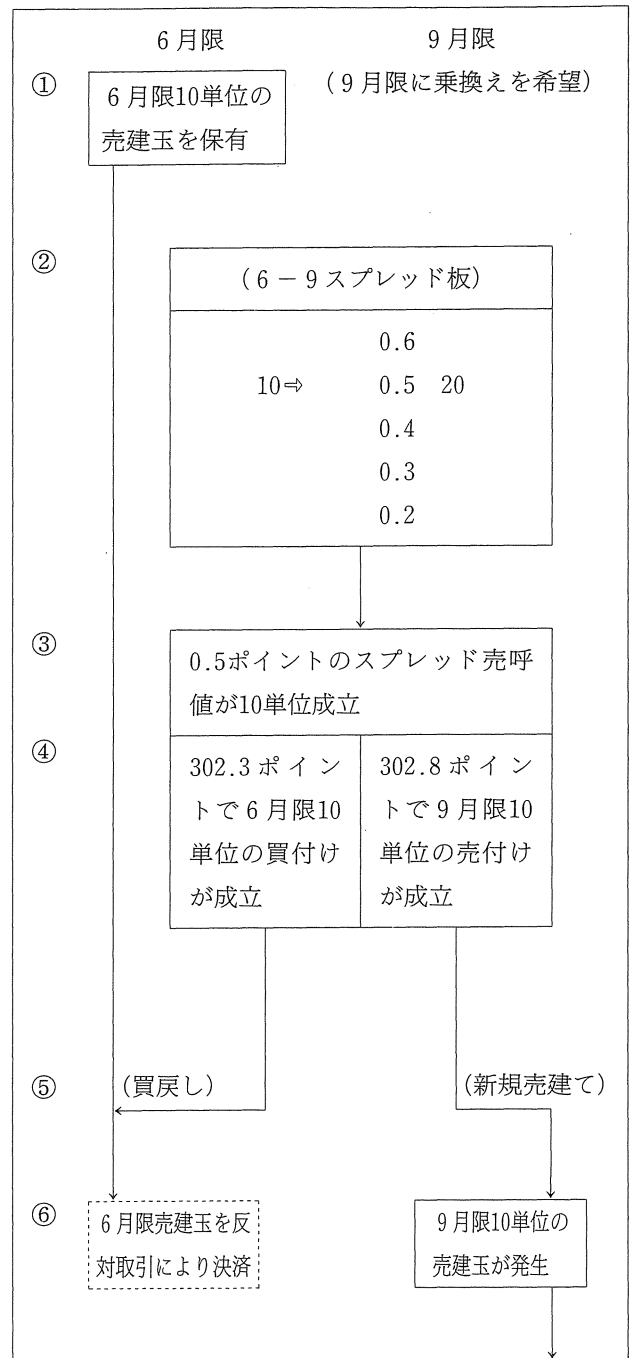 6月限
9月限
①
6月限10単位の
売建玉を保有
(9月限に乗換えを希望)
②
(6−9スプレッド板)
0.6
10⇨ 0.5 20
0.4
0.3
0.2
③
0.5ポイントのスプレッド売呼
値が10単位成立
④
302.3ポイン
トで6月限10
単位の買付け
が成立
302.8ポイン
トで9月限10
単位の売付け
が成立
⑤
(買戻し)
(新規売建て)
⑥
6月限売建玉を反
対取引により決済
9月限10単位の
売建玉が発生